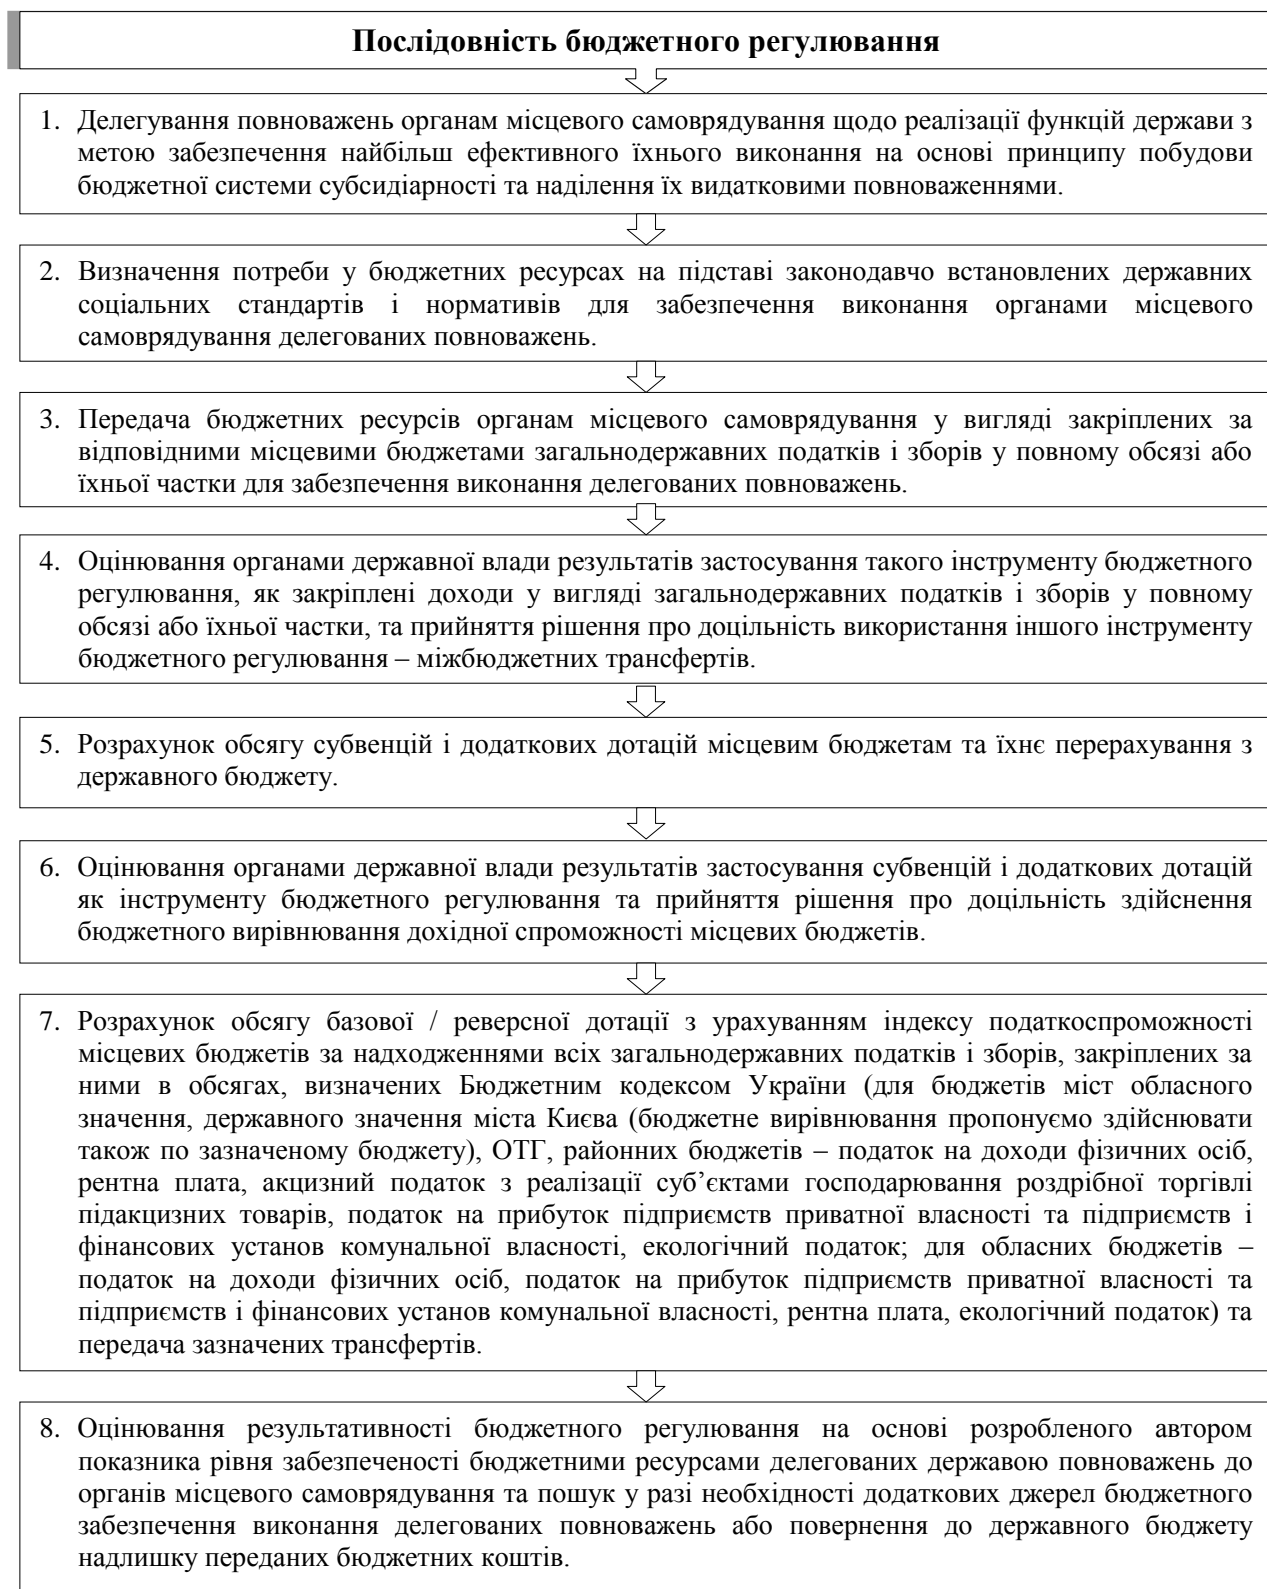 Послідовність бюджетного регулювання
1. Делегування повноважень органам місцевого самоврядування щодо реалізації функцій держави з
метою забезпечення найбільш ефективного їхнього виконання на основі принципу побудови
бюджетної системи субсидіарності та наділення їх видатковими повноваженнями.
2. Визначення потреби у бюджетних ресурсах на підставі законодавчо встановлених державних
соціальних стандартів і нормативів для забезпечення виконання органами місцевого
самоврядування делегованих повноважень.
3. Передача бюджетних ресурсів органам місцевого самоврядування у вигляді закріплених за
відповідними місцевими бюджетами загальнодержавних податків і зборів у повному обсязі або
їхньої частки для забезпечення виконання делегованих повноважень.
4. Оцінювання органами державної влади результатів застосування такого інструменту бюджетного
регулювання, як закріплені доходи у вигляді загальнодержавних податків і зборів у повному
обсязі або їхньої частки, та прийняття рішення про доцільність використання іншого інструменту
бюджетного регулювання – міжбюджетних трансфертів.
5. Розрахунок обсягу субвенцій і додаткових дотацій місцевим бюджетам та їхнє перерахування з
державного бюджету.
6. Оцінювання органами державної влади результатів застосування субвенцій і додаткових дотацій
як інструменту бюджетного регулювання та прийняття рішення про доцільність здійснення
бюджетного вирівнювання дохідної спроможності місцевих бюджетів.
7. Розрахунок обсягу базової / реверсної дотації з урахуванням індексу податкоспроможності
місцевих бюджетів за надходженнями всіх загальнодержавних податків і зборів, закріплених за
ними в обсягах, визначених Бюджетним кодексом України (для бюджетів міст обласного
значення, державного значення міста Києва (бюджетне вирівнювання пропонуємо здійснювати
також по зазначеному бюджету), ОТГ, районних бюджетів – податок на доходи фізичних осіб,
рентна плата, акцизний податок з реалізації суб’єктами господарювання роздрібної торгівлі
підакцизних товарів, податок на прибуток підприємств приватної власності та підприємств і
фінансових установ комунальної власності, екологічний податок; для обласних бюджетів –
податок на доходи фізичних осіб, податок на прибуток підприємств приватної власності та
підприємств і фінансових установ комунальної власності, рентна плата, екологічний податок) та
передача зазначених трансфертів.
8. Оцінювання результативності бюджетного регулювання на основі розробленого автором
показника рівня забезпеченості бюджетними ресурсами делегованих державою повноважень до
органів місцевого самоврядування та пошук у разі необхідності додаткових джерел бюджетного
забезпечення виконання делегованих повноважень або повернення до державного бюджету
надлишку переданих бюджетних коштів.